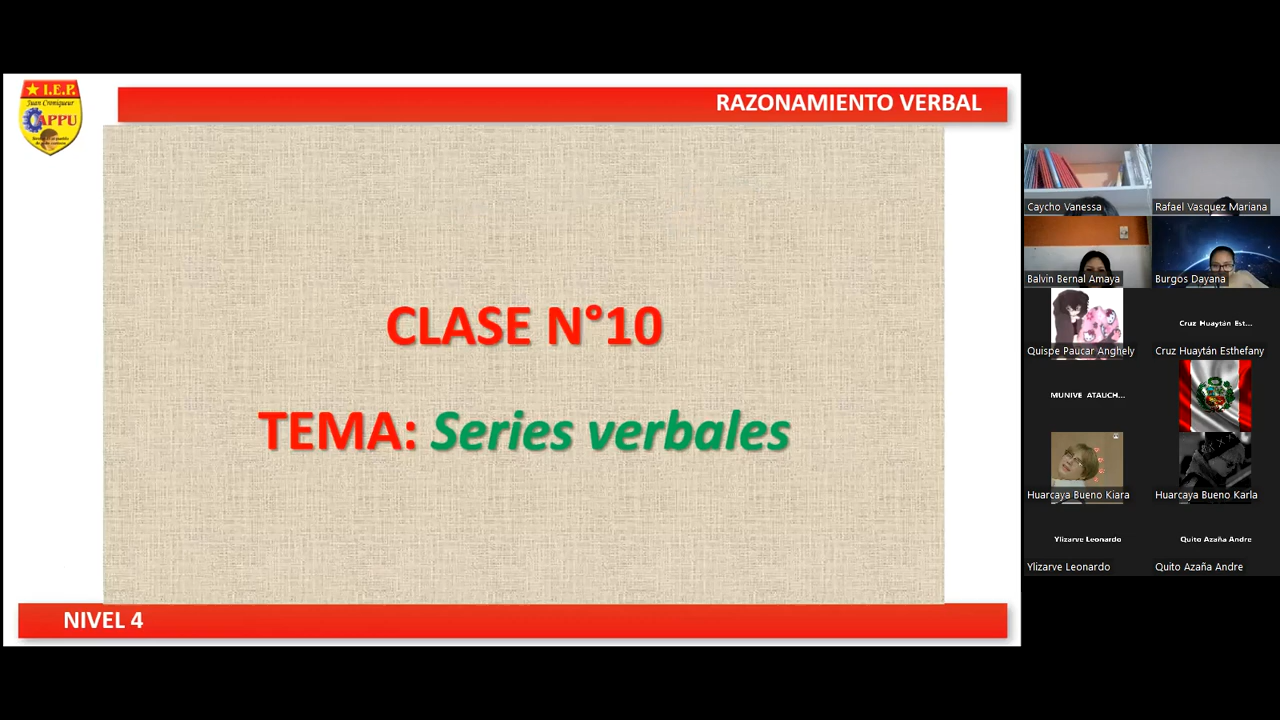 I.E.P.
Juan Croniqueur
APPU
RAZONAMIENTO VERBAL
CLASE N°10
TEMA: Series verbales
NIVEL 4
Caycho Vanessa
Rafael Vasquez Mariana
Balvin Bernal Amaya
Burgos Dayana
Quispe Paucar Anghely
Cruz Huaytán Est...
Cruz Huaytán Esthefany
MUNIVE ATAUCH...
Huarcaya Bueno Kiara
Huarcaya Bueno Karla
Ylizarve Leonardo
Ylizarve Leonardo
Quito Azaña Andre
Quito Azaña Andre